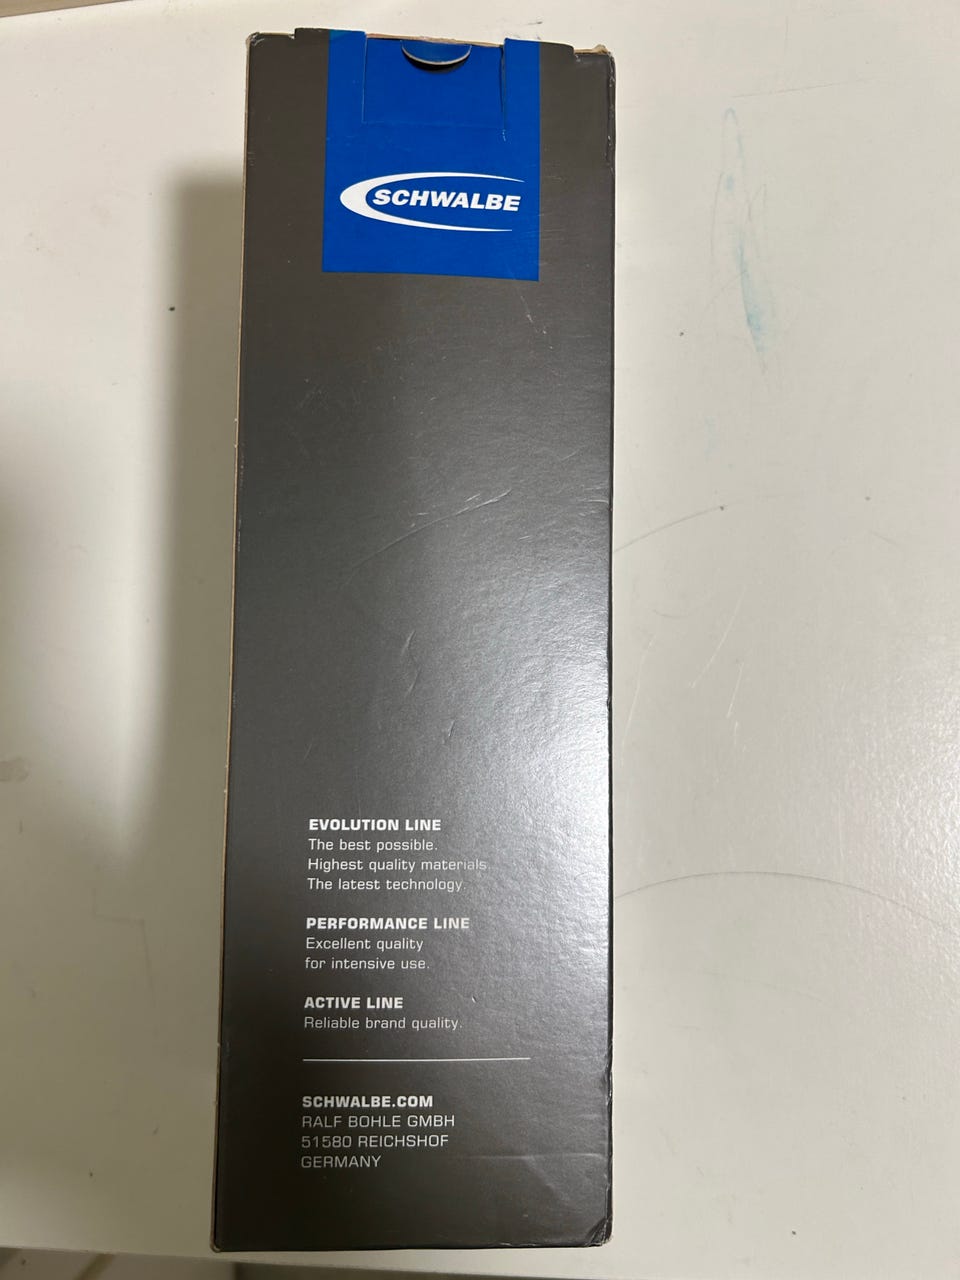 SCHWALBE
EVOLUTION LINE
The best possible.
Highest quality materials.
The latest technology.
PERFORMANCE LINE
Excellent quality
for intensive use.
ACTIVE LINE
Reliable brand quality.
SCHWALBE.COM
RALF BOHLE GMBH
51580 REICHSHOF
GERMANY